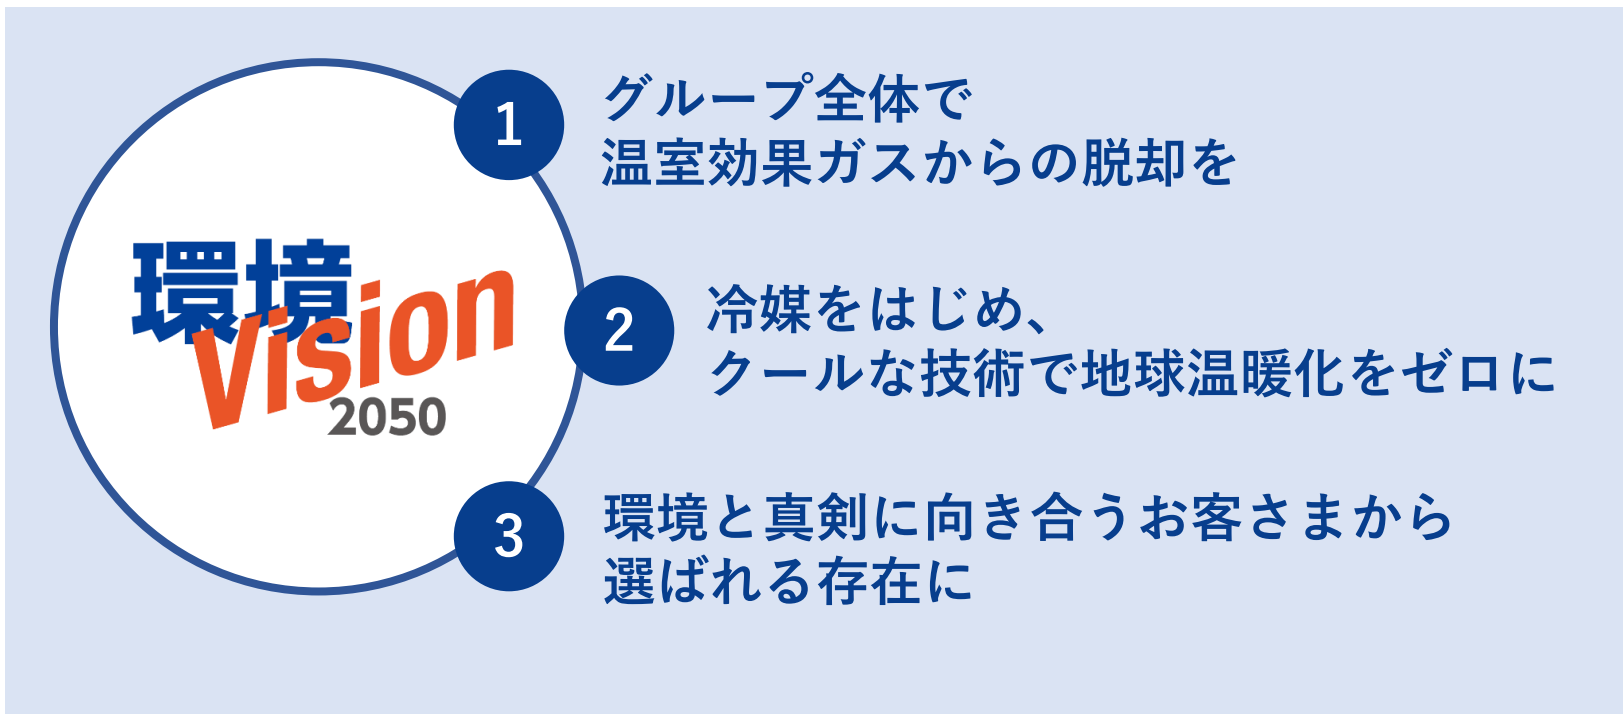 環境
Vision
2050
1
グループ全体で
温室効果ガスからの脱却を
2
冷媒をはじめ、
クールな技術で地球温暖化をゼロに
3
環境と真剣に向き合うお客さまから
選ばれる存在に